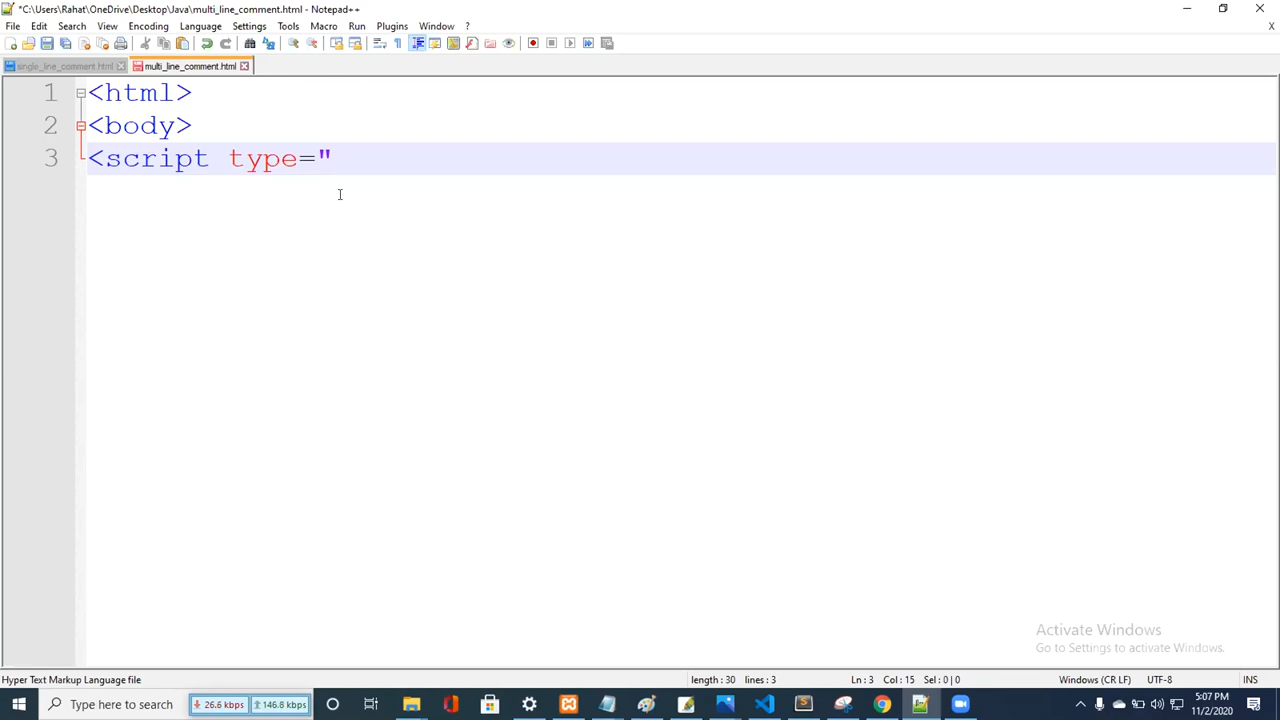 *C:\Users\Rahat\OneDrive\Desktop\Java\multi_line_comment.html - Notepad++
File Edit Search View Encoding Language Settings Tools Macro Run Plugins Window ?
X
single_line_comment.html multi_line_comment.html
1 <html>
2 <body>
3 <script type="
Activate Windows
Go to Settings to activate Windows.
Hyper Text Markup Language file length : 30 lines : 3 Ln : 3 Col : 15 Sel : 0 | 0 Windows (CR LF) UTF-8 INS
Type here to search 26.6 kbps 146.8 kbps 5:07 PM
11/2/2020